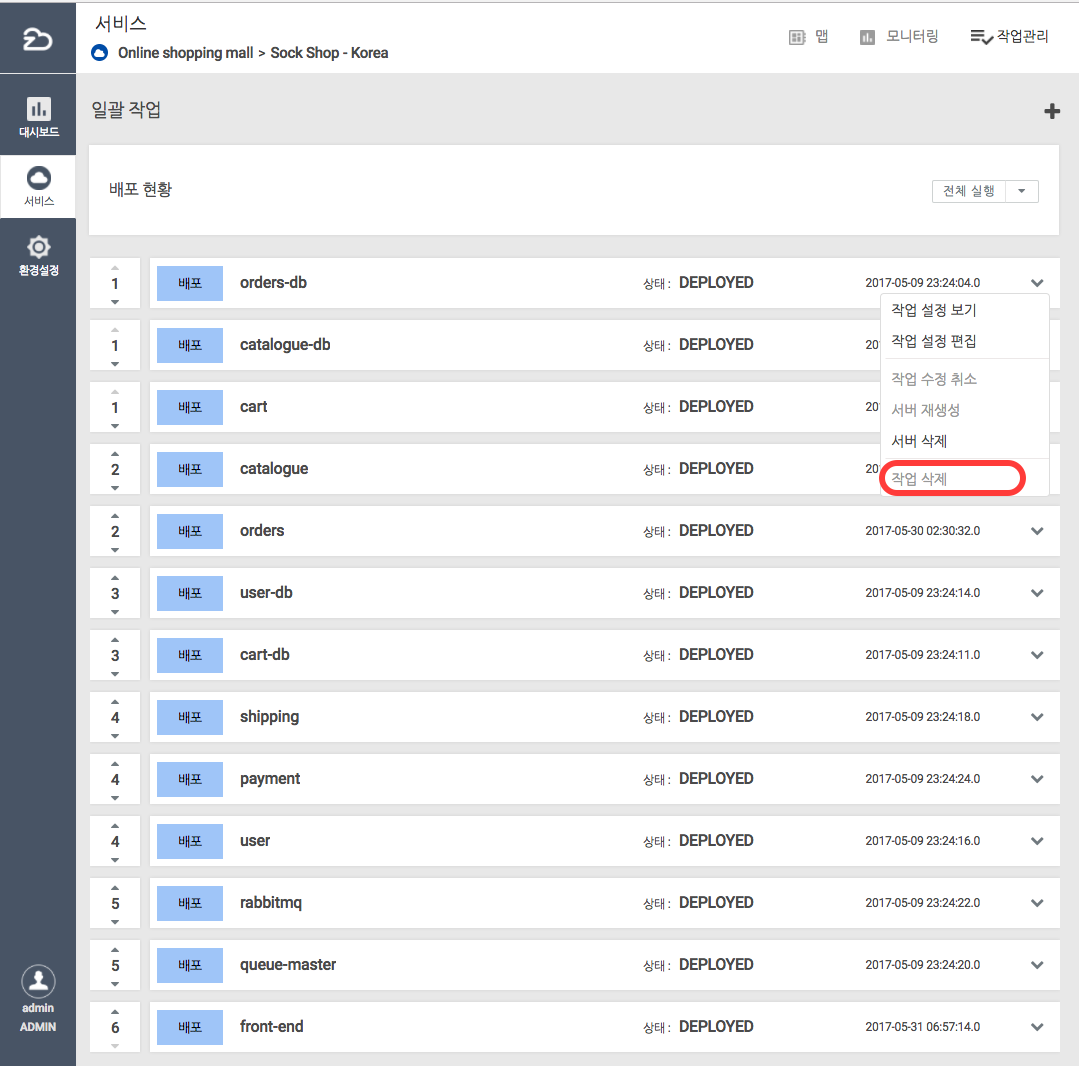 서비스
Online shopping mall > Sock Shop - Korea
맵
모니터링
작업관리
대시보드
서비스
환경설정
admin
ADMIN
일괄 작업
배포 현황
전체 실행
1 배포 orders-db 상태 : DEPLOYED 2017-05-09 23:24:04.0
작업 설정 보기
작업 설정 편집
작업 수정 취소
서버 재생성
서버 삭제
작업 삭제
1 배포 catalogue-db 상태 : DEPLOYED 20
1 배포 cart 상태 : DEPLOYED 20
2 배포 catalogue 상태 : DEPLOYED 20
2 배포 orders 상태 : DEPLOYED 2017-05-30 02:30:32.0
3 배포 user-db 상태 : DEPLOYED 2017-05-09 23:24:14.0
3 배포 cart-db 상태 : DEPLOYED 2017-05-09 23:24:11.0
4 배포 shipping 상태 : DEPLOYED 2017-05-09 23:24:18.0
4 배포 payment 상태 : DEPLOYED 2017-05-09 23:24:24.0
4 배포 user 상태 : DEPLOYED 2017-05-09 23:24:16.0
5 배포 rabbitmq 상태 : DEPLOYED 2017-05-09 23:24:22.0
5 배포 queue-master 상태 : DEPLOYED 2017-05-09 23:24:20.0
6 배포 front-end 상태 : DEPLOYED 2017-05-31 06:57:14.0